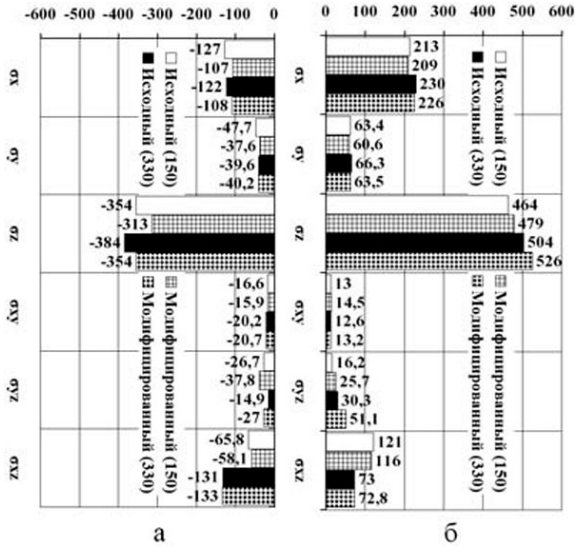 -600 -500 -400 -300 -200 -100 0
Исходный (330)
Исходный (150)
σx
-127
-107
-122
-108
σy
-47,7
-37,6
-39,6
-40,2
σz
-354
-313
-384
-354
σxy
-16,6
-15,9
-20,2
-20,7
σzy
-26,7
-37,8
-14,9
-27
σxz
-65,8
-58,1
-131
-133
Модифицированный (330)
Модифицированный (150)
а
0 100 200 300 400 500 600
Исходный (330)
Исходный (150)
σx
213
209
230
226
σy
63,4
60,6
66,3
63,5
σz
464
479
504
526
σxy
13
14,5
12,6
13,2
σzy
16,2
25,7
30,3
51,1
σxz
121
116
73
72,8
Модифицированный (330)
Модифицированный (150)
б